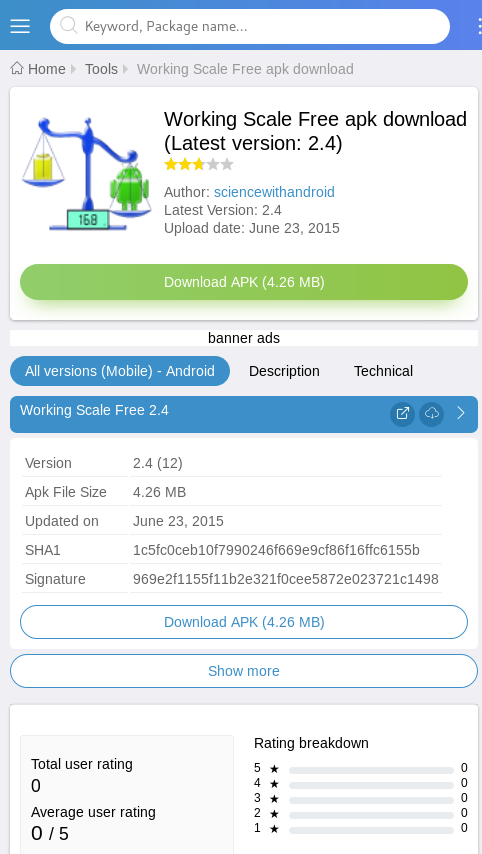 Keyword, Package name...
Home Tools Working Scale Free apk download
Working Scale Free apk download
(Latest version: 2.4)
Author: sciencewithandroid
Latest Version: 2.4
Upload date: June 23, 2015
168
Download APK (4.26 MB)
banner ads
All versions (Mobile) - Android Description Technical
Working Scale Free 2.4
Version 2.4 (12)
Apk File Size 4.26 MB
Updated on June 23, 2015
SHA1 1c5fc0ceb10f7990246f669e9cf86f16ffc6155b
Signature 969e2f1155f11b2e321f0cee5872e023721c1498
Download APK (4.26 MB)
Show more
Total user rating
0
Average user rating
0 / 5
Rating breakdown
5 ★ 0
4 ★ 0
3 ★ 0
2 ★ 0
1 ★ 0